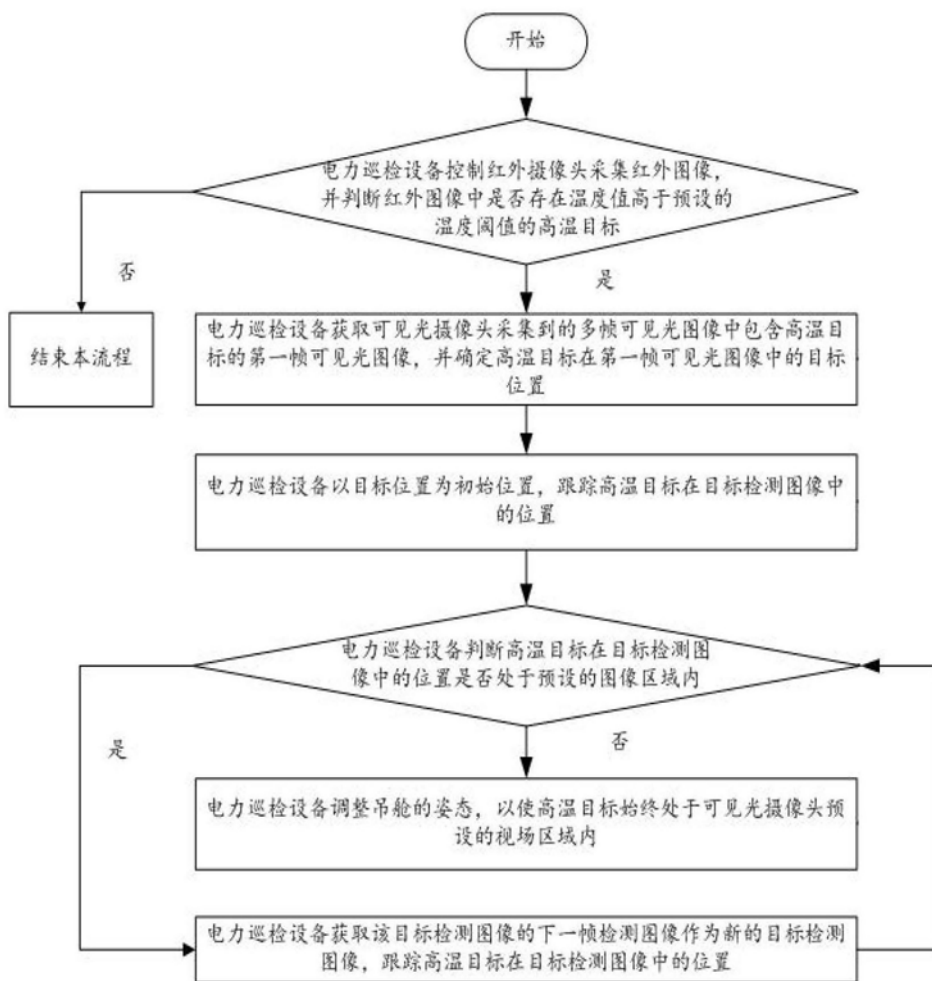 开始
电力巡检设备控制红外摄像头采集红外图像，
并判断红外图像中是否存在温度值高于预设的
温度阈值的高温目标
否
是
结束本流程
电力巡检设备获取可见光摄像头采集到的多帧可见光图像中包含高温目
标的第一帧可见光图像，并确定高温目标在第一帧可见光图像中的目标
位置
电力巡检设备以目标位置为初始位置，跟踪高温目标在目标检测图像中
的位置
电力巡检设备判断高温目标在目标检测图
像中的位置是否处于预设的图像区域内
是
否
电力巡检设备调整吊舱的姿态，以使高温目标始终处于可见光摄像头预
设的视场区域内
电力巡检设备获取该目标检测图像的下一帧检测图像作为新的目标检测
图像，跟踪高温目标在目标检测图像中的位置